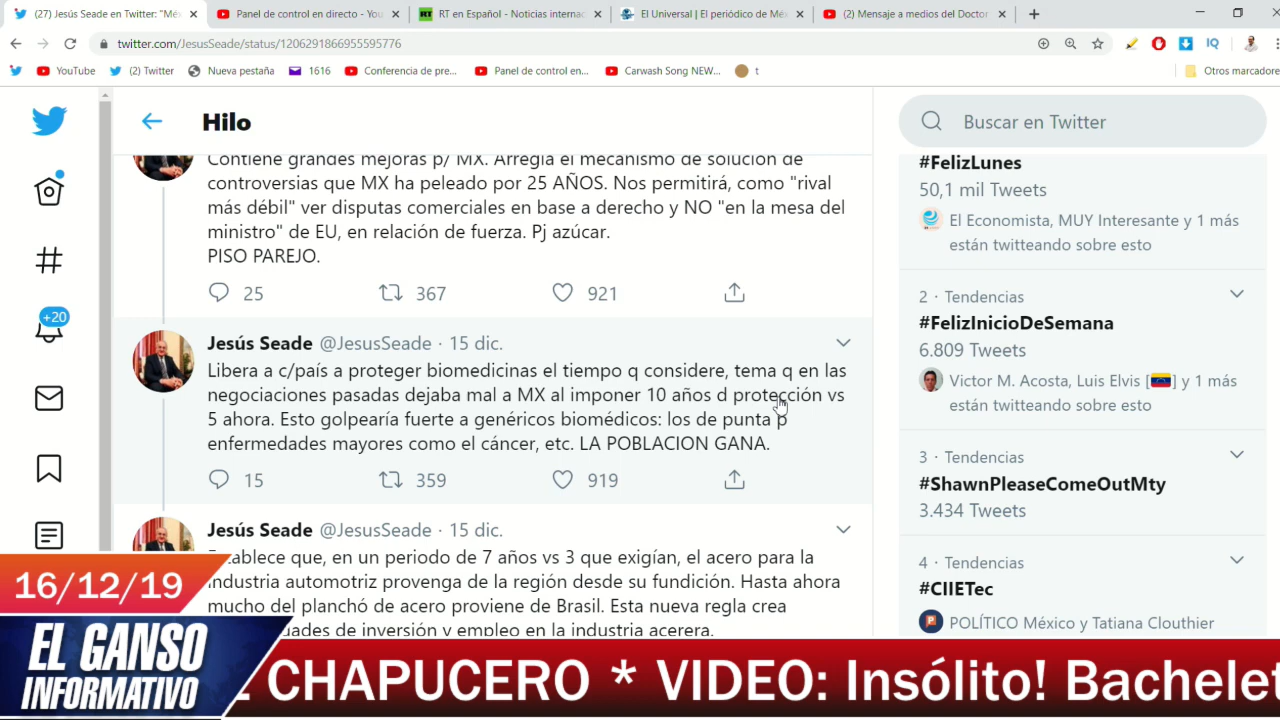 (27) Jesús Seade en Twitter: "Mé
Panel de control en directo - You
RT en Español - Noticias internac
El Universal | El periódico de Mé
(2) Mensaje a medios del Doctor
twitter.com/JesusSeade/status/1206291866955595776
YouTube
(2) Twitter
Nueva pestaña
1616
Conferencia de pre...
Panel de control en...
Carwash Song NEW...
t
Otros marcadore
Hilo
Buscar en Twitter
Contiene grandes mejoras p/ MX. Arregla el mecanismo de solución de
controversias que MX ha peleado por 25 AÑOS. Nos permitirá, como "rival
más débil" ver disputas comerciales en base a derecho y NO "en la mesa del
ministro" de EU, en relación de fuerza. Pj azúcar.
PISO PAREJO.
25 367 921
Jesús Seade @JesusSeade · 15 dic.
Libera a c/país a proteger biomedicinas el tiempo q considere, tema q en las
negociaciones pasadas dejaba mal a MX al imponer 10 años d protección vs
5 ahora. Esto golpearía fuerte a genéricos biomédicos: los de punta p
enfermedades mayores como el cáncer, etc. LA POBLACION GANA.
15 359 919
Jesús Seade @JesusSeade · 15 dic.
Establece que, en un periodo de 7 años vs 3 que exigían, el acero para la
industria automotriz provenga de la región desde su fundición. Hasta ahora
mucho del planchó de acero proviene de Brasil. Esta nueva regla crea
dades de inversión y empleo en la industria acerera.
#FelizLunes
50,1 mil Tweets
El Economista, MUY Interesante y 1 más
están twitteando sobre esto
2 · Tendencias
#FelizInicioDeSemana
6.809 Tweets
Victor M. Acosta, Luis Elvis [🇻🇪] y 1 más
están twitteando sobre esto
3 · Tendencias
#ShawnPleaseComeOutMty
3.434 Tweets
4 · Tendencias
#CIIETec
POLÍTICO México y Tatiana Clouthier
+20
16/12/19
EL GANSO
INFORMATIVO
CHAPUCERO * VIDEO: Insólito! Bachelet